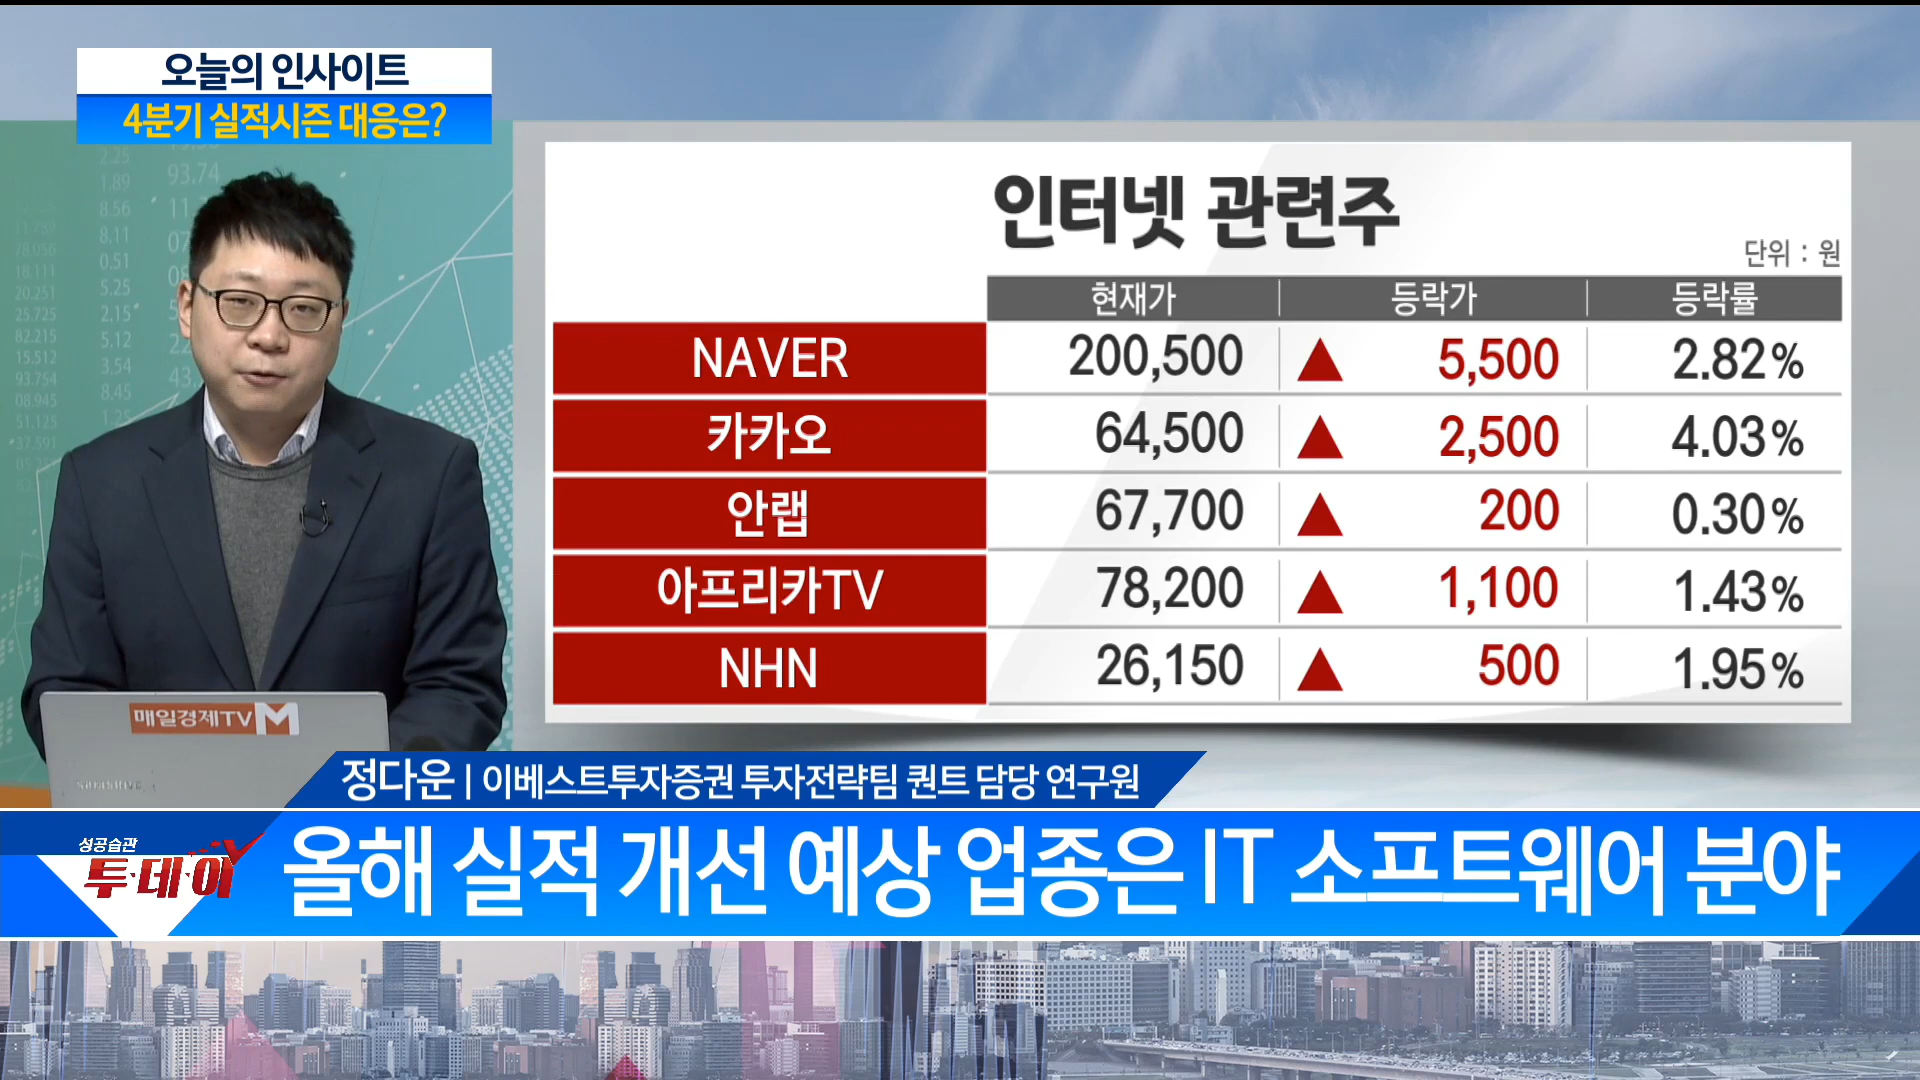 오늘의 인사이트
4분기 실적시즌 대응은?
인터넷 관련주
단위 : 원
현재가 등락가 등락률
NAVER 200,500 ▲ 5,500 2.82%
카카오 64,500 ▲ 2,500 4.03%
안랩 67,700 ▲ 200 0.30%
아프리카TV 78,200 ▲ 1,100 1.43%
NHN 26,150 ▲ 500 1.95%
매일경제TV M
정다운 | 이베스트투자증권 투자전략팀 퀀트 담당 연구원
성공습관
투데이
올해 실적 개선 예상 업종은 IT 소프트웨어 분야